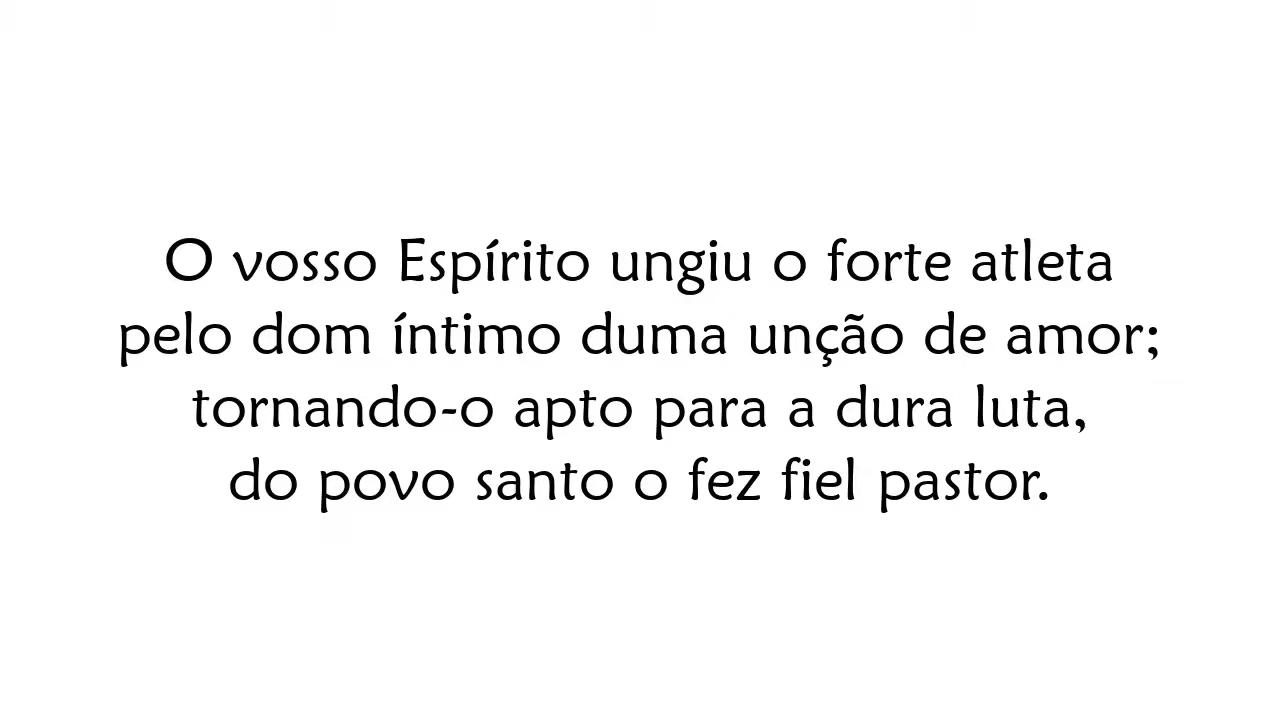 O vosso Espírito ungiu o forte atleta
pelo dom íntimo duma unção de amor;
tornando-o apto para a dura luta,
do povo santo o fez fiel pastor.